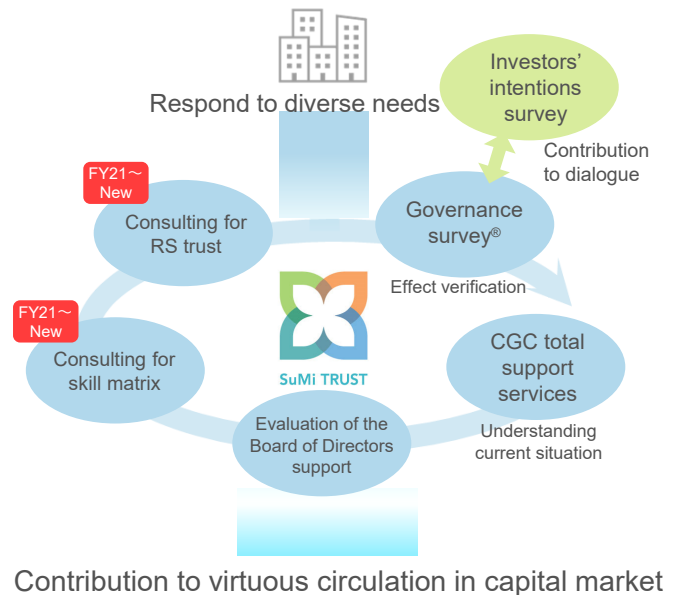 Respond to diverse needs
Investors'
intentions
survey
Contribution
to dialogue
FY21～
New
Consulting for
RS trust
Governance
survey®
Effect verification
FY21～
New
Consulting for
skill matrix
SuMi TRUST
CGC total
support
services
Understanding
current situation
Evaluation of the
Board of Directors
support
Contribution to virtuous circulation in capital market